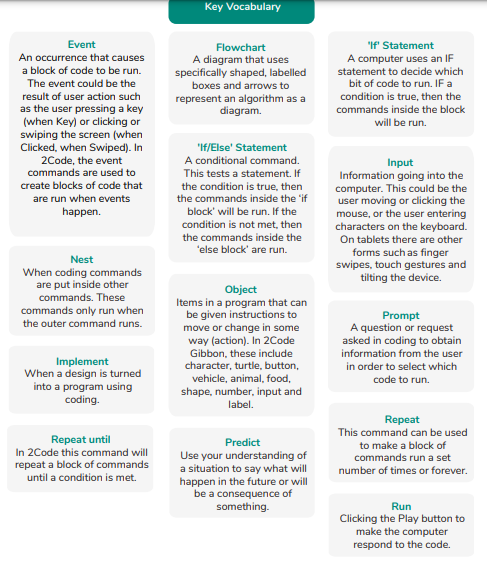 Key Vocabulary
Event
An occurrence that causes
a block of code to be run.
The event could be the
result of user action such
as the user pressing a key
(when Key) or clicking or
swiping the screen (when
Clicked, when Swiped). In
2Code, the event
commands are used to
create blocks of code that
are run when events
happen.
Nest
When coding commands
are put inside other
commands. These
commands only run when
the outer command runs.
Implement
When a design is turned
into a program using
coding.
Repeat until
In 2Code this command will
repeat a block of commands
until a condition is met.
Flowchart
A diagram that uses
specifically shaped, labelled
boxes and arrows to
represent an algorithm as a
diagram.
'If/Else' Statement
A conditional command.
This tests a statement. If
the condition is true, then
the commands inside the ‘if
block’ will be run. If the
condition is not met, then
the commands inside the
‘else block’ are run.
Object
Items in a program that can
be given instructions to
move or change in some
way (action). In 2Code
Gibbon, these include
character, turtle, button,
vehicle, animal, food,
shape, number, input and
label.
Predict
Use your understanding of
a situation to say what will
happen in the future or will
be a consequence of
something.
'If' Statement
A computer uses an IF
statement to decide which
bit of code to run. IF a
condition is true, then the
commands inside the block
will be run.
Input
Information going into the
computer. This could be the
user moving or clicking the
mouse, or the user entering
characters on the keyboard.
On tablets there are other
forms such as finger
swipes, touch gestures and
tilting the device.
Prompt
A question or request
asked in coding to obtain
information from the user
in order to select which
code to run.
Repeat
This command can be used
to make a block of
commands run a set
number of times or forever.
Run
Clicking the Play button to
make the computer
respond to the code.